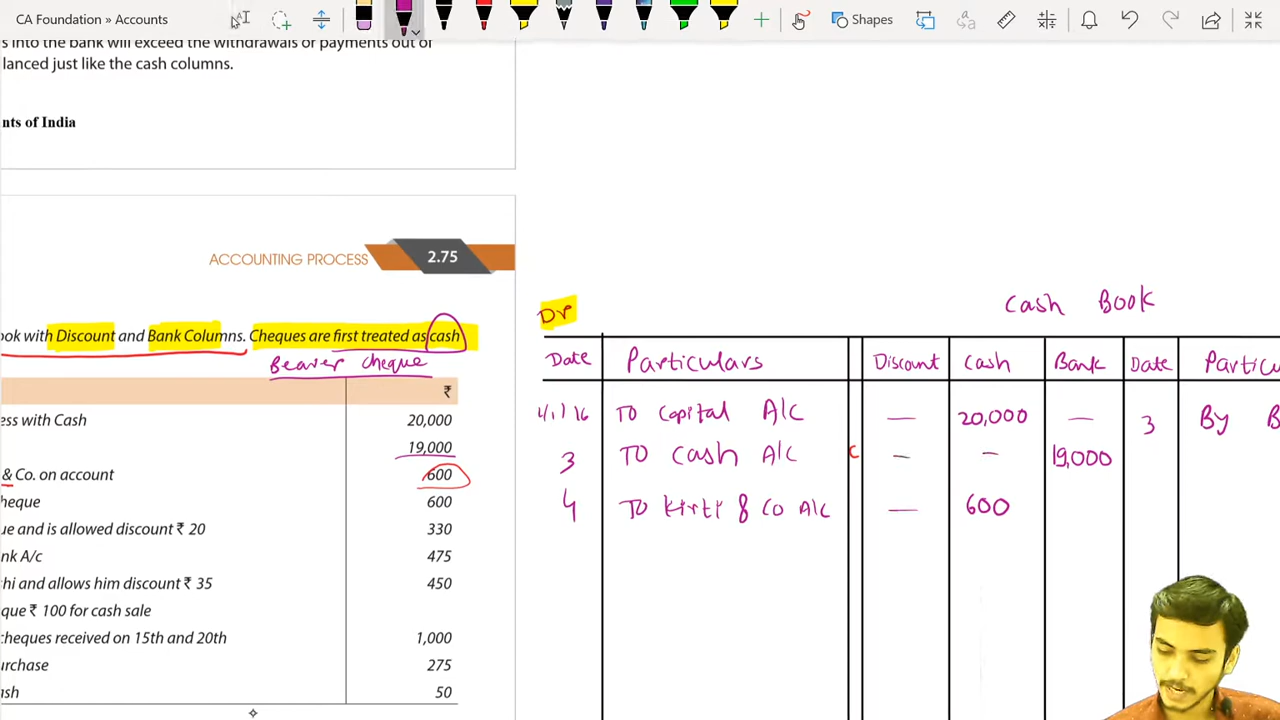 CA Foundation » Accounts
Shapes
s into the bank will exceed the withdrawals or payments out of
lanced just like the cash columns.
nts of India
ACCOUNTING PROCESS 2.75
ook with Discount and Bank Columns. Cheques are first treated as cash
Bearer cheque
₹
ess with Cash 20,000
19,000
& Co. on account 600
heque 600
ue and is allowed discount ₹ 20 330
nk A/c 475
shi and allows him discount ₹ 35 450
que ₹ 100 for cash sale
cheques received on 15th and 20th 1,000
urchase 275
ash 50
Cash Book
Dr
Date Particulars Discount Cash Bank Date Particu
1/1/16 To Capital A/c — 20,000 — 3 By B
3 To cash A/c C - - 19,000
4 To Kirti & Co A/c — 600